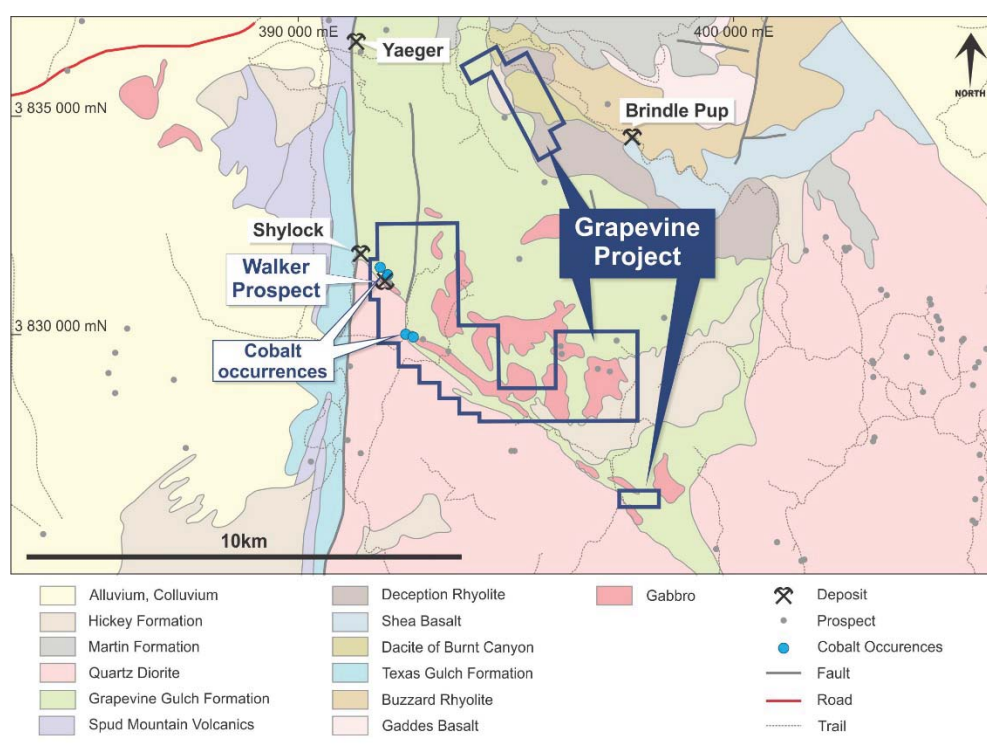 390 000 mE
400 000 mE
Yaeger
NORTH
3 835 000 mN
Brindle Pup
Shylock
Grapevine
Project
Walker
Prospect
3 830 000 mN
Cobalt
occurrences
10km
Alluvium, Colluvium
Hickey Formation
Martin Formation
Quartz Diorite
Grapevine Gulch Formation
Spud Mountain Volcanics
Deception Rhyolite
Shea Basalt
Dacite of Burnt Canyon
Texas Gulch Formation
Buzzard Rhyolite
Gaddes Basalt
Gabbro
Deposit
Prospect
Cobalt Occurences
Fault
Road
Trail